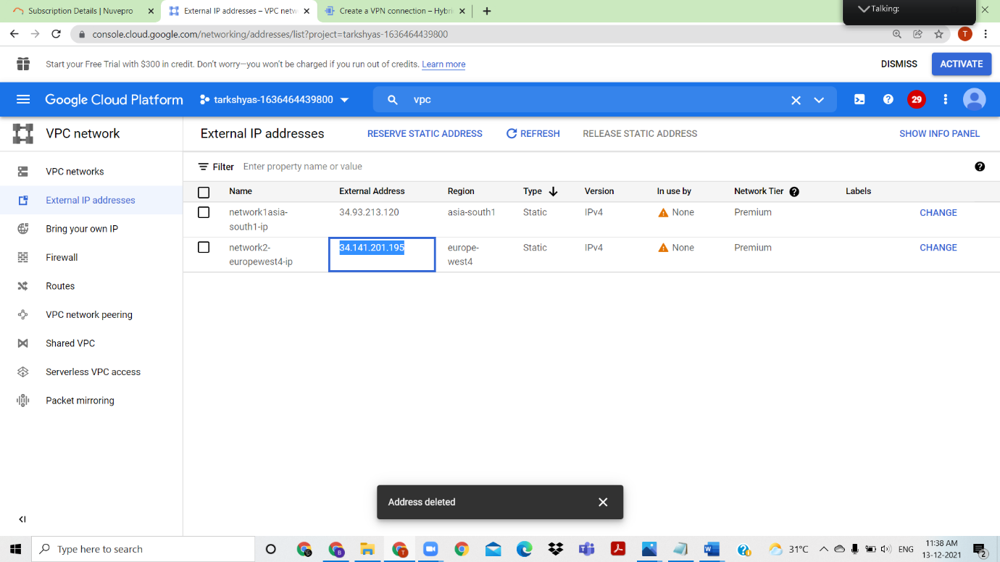 Subscription Details | Nuvepro
External IP addresses – VPC netw
Create a VPN connection – Hybri
Talking:
console.cloud.google.com/networking/addresses/list?project=tarkshyas-1636464439800
T
Start your Free Trial with $300 in credit. Don't worry—you won't be charged if you run out of credits. Learn more
DISMISS
ACTIVATE
Google Cloud Platform
tarkshyas-1636464439800
vpc
29
VPC network
External IP addresses
RESERVE STATIC ADDRESS
REFRESH
RELEASE STATIC ADDRESS
SHOW INFO PANEL
VPC networks
External IP addresses
Bring your own IP
Firewall
Routes
VPC network peering
Shared VPC
Serverless VPC access
Packet mirroring
Filter Enter property name or value
Name External Address Region Type Version In use by Network Tier Labels
network1asia- 34.93.213.120 asia-south1 Static IPv4 None Premium CHANGE
south1-ip
network2- 34.141.201.195 europe- Static IPv4 None Premium CHANGE
europewest4-ip west4
Address deleted
Type here to search
31°C
ENG
11:38 AM
13-12-2021
2